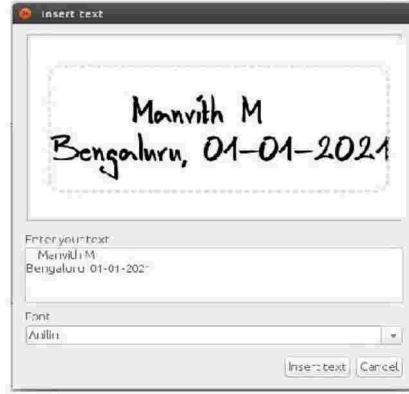 Insert text
Manvith M
Bengaluru, 01-01-2021
Enter your text
Manvith M
Bengaluru 01-01-2021
Font
Insert text
Cancel